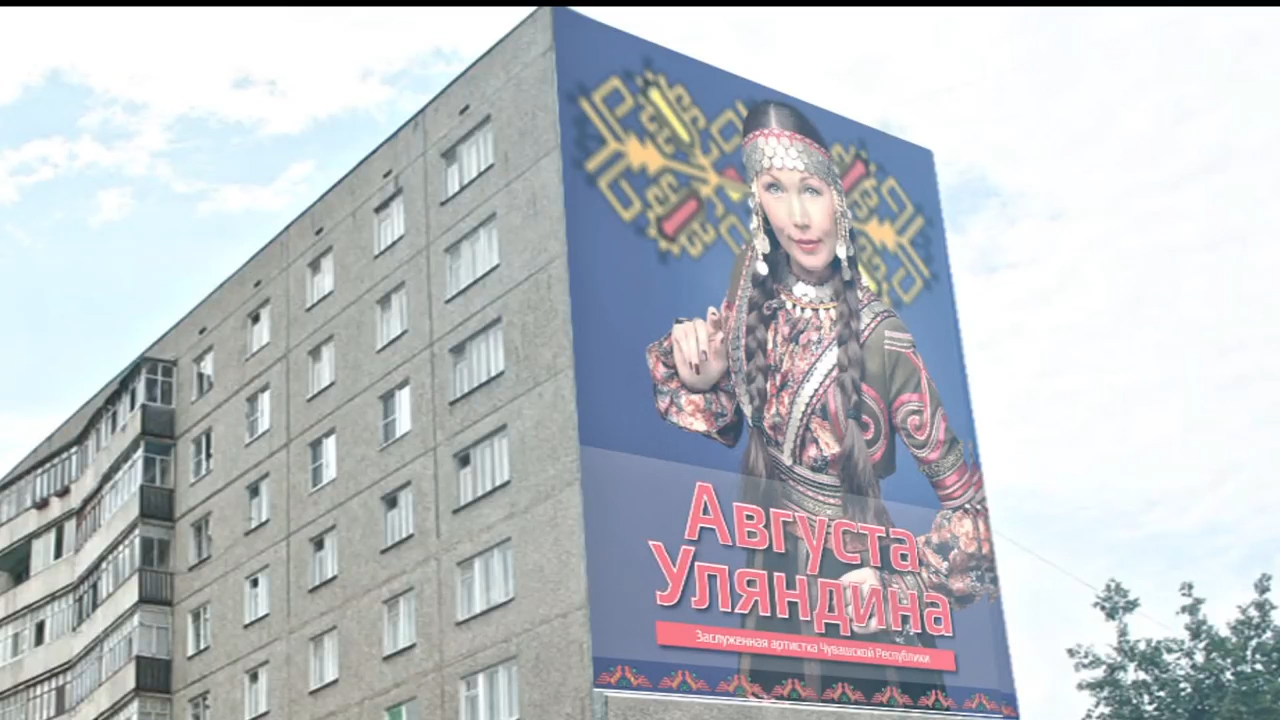 Августа
Уляндина
Заслуженная артистка Чувашской Республики